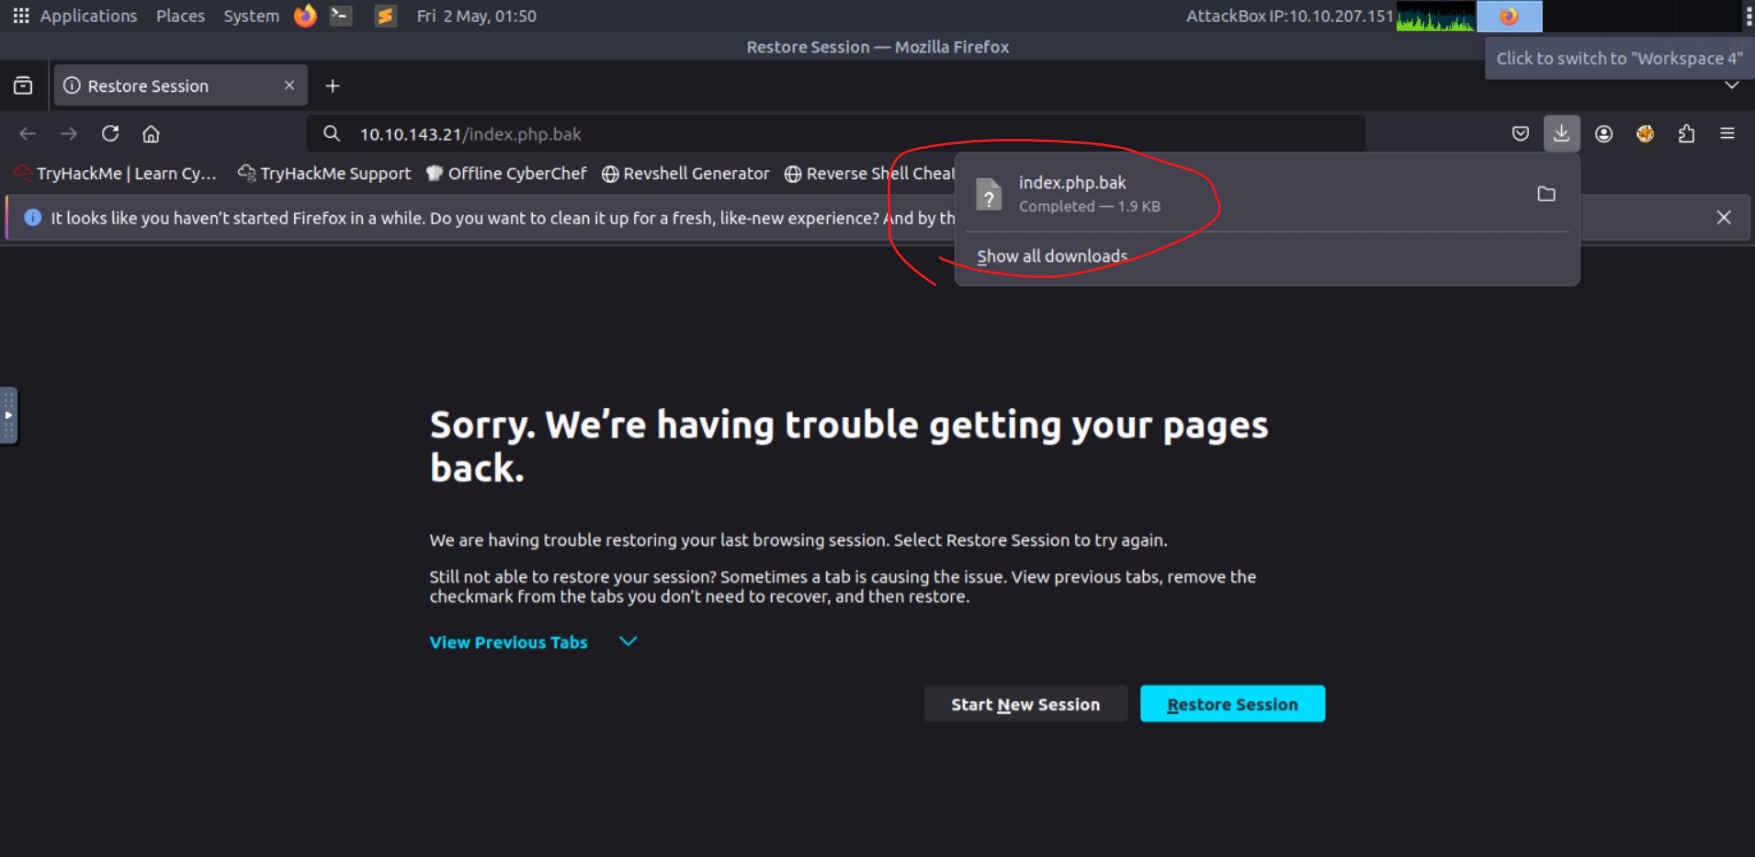 Applications Places System Fri 2 May, 01:50 AttackBox IP:10.10.207.151
Restore Session — Mozilla Firefox
Click to switch to "Workspace 4"
Restore Session
10.10.143.21/index.php.bak
TryHackMe | Learn Cy... TryHackMe Support Offline CyberChef Revshell Generator Reverse Shell Cheat
index.php.bak
Completed — 1.9 KB
It looks like you haven't started Firefox in a while. Do you want to clean it up for a fresh, like-new experience? And by th
Show all downloads
Sorry. We're having trouble getting your pages
back.
We are having trouble restoring your last browsing session. Select Restore Session to try again.
Still not able to restore your session? Sometimes a tab is causing the issue. View previous tabs, remove the
checkmark from the tabs you don't need to recover, and then restore.
View Previous Tabs
Start New Session Restore Session